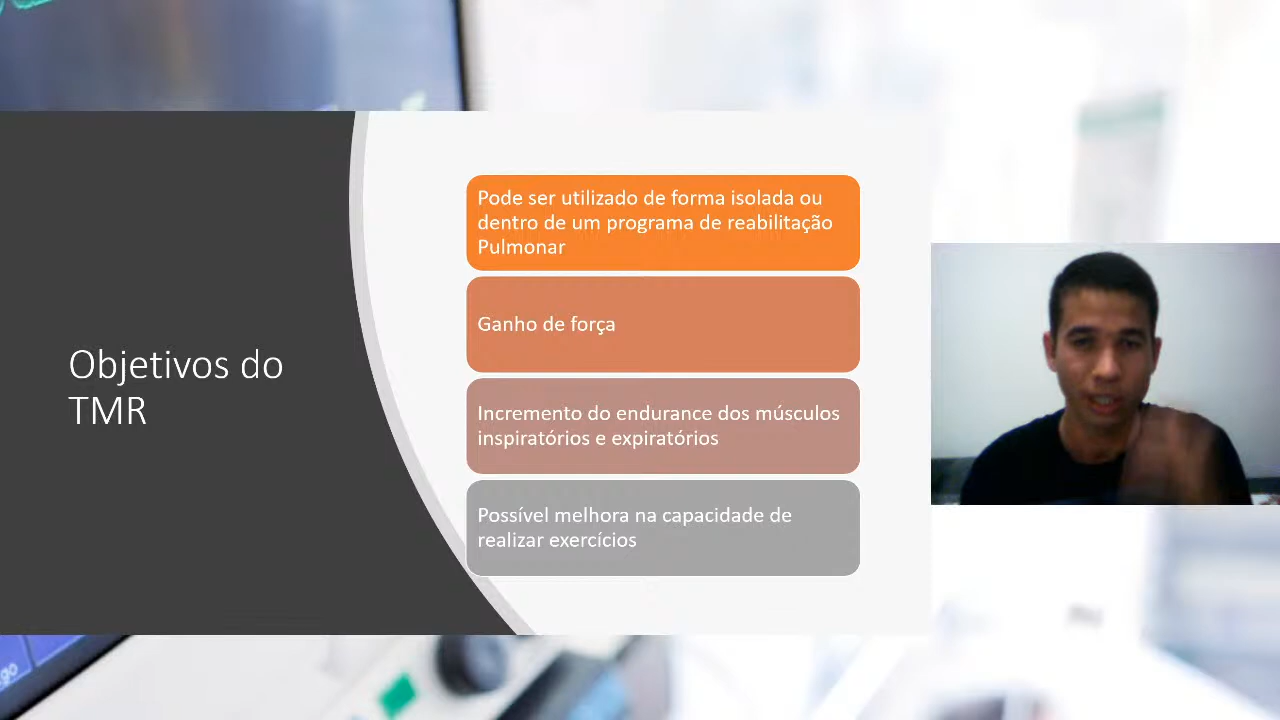 Objetivos do
TMR
Pode ser utilizado de forma isolada ou
dentro de um programa de reabilitação
Pulmonar
Ganho de força
Incremento do endurance dos músculos
inspiratórios e expiratórios
Possível melhora na capacidade de
realizar exercícios